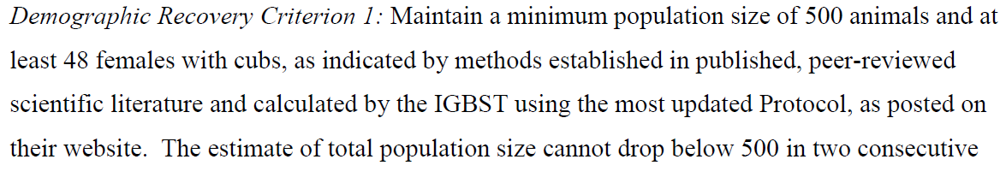 Demographic Recovery Criterion 1: Maintain a minimum population size of 500 animals and at
least 48 females with cubs, as indicated by methods established in published, peer-reviewed
scientific literature and calculated by the IGBST using the most updated Protocol, as posted on
their website.  The estimate of total population size cannot drop below 500 in two consecutive